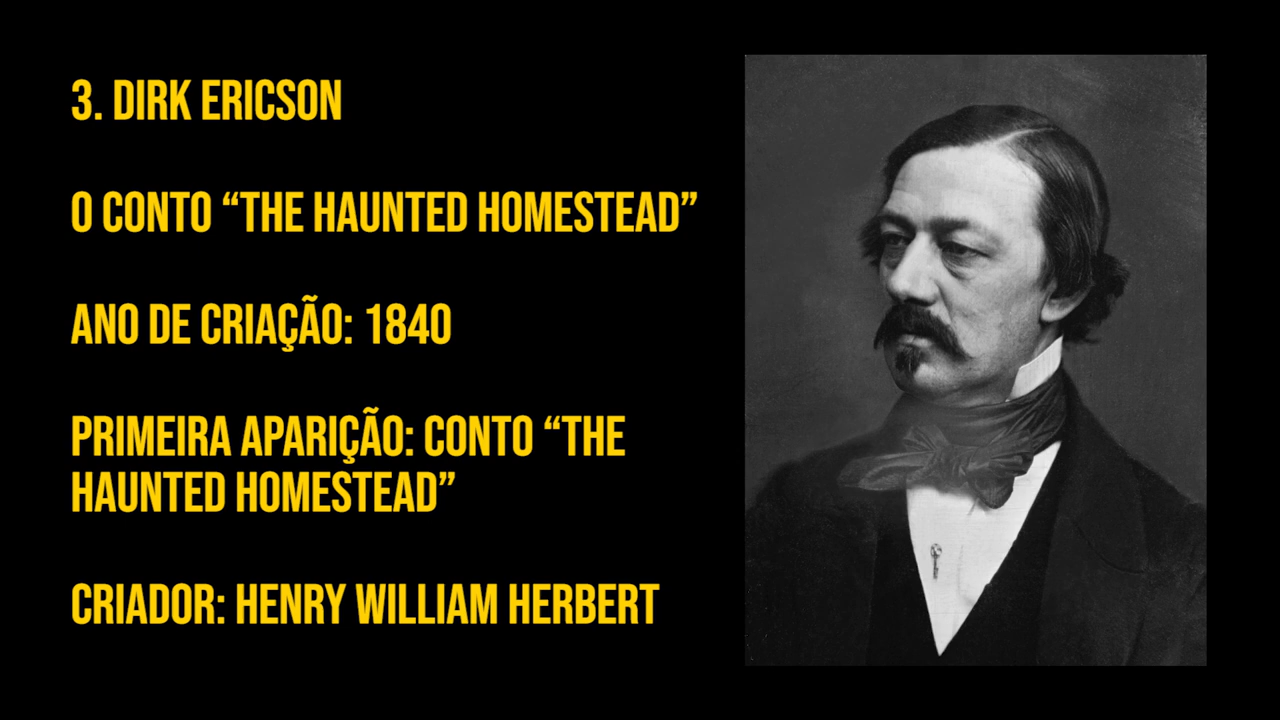 3. DIRK ERICSON
O CONTO “THE HAUNTED HOMESTEAD”
ANO DE CRIAÇÃO: 1840
PRIMEIRA APARIÇÃO: CONTO “THE
HAUNTED HOMESTEAD”
CRIADOR: HENRY WILLIAM HERBERT